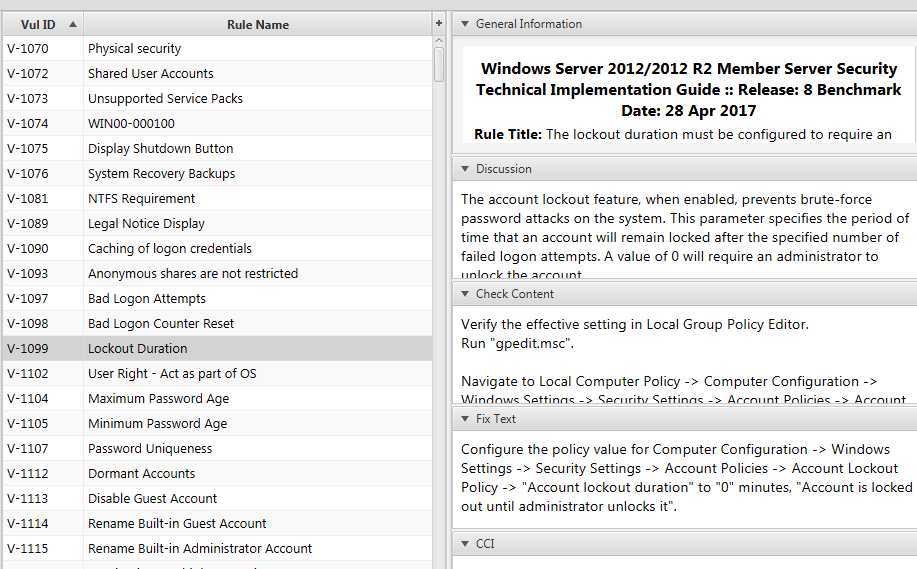 Vul ID Rule Name +
V-1070 Physical security
V-1072 Shared User Accounts
V-1073 Unsupported Service Packs
V-1074 WIN00-000100
V-1075 Display Shutdown Button
V-1076 System Recovery Backups
V-1081 NTFS Requirement
V-1089 Legal Notice Display
V-1090 Caching of logon credentials
V-1093 Anonymous shares are not restricted
V-1097 Bad Logon Attempts
V-1098 Bad Logon Counter Reset
V-1099 Lockout Duration
V-1102 User Right - Act as part of OS
V-1104 Maximum Password Age
V-1105 Minimum Password Age
V-1107 Password Uniqueness
V-1112 Dormant Accounts
V-1113 Disable Guest Account
V-1114 Rename Built-in Guest Account
V-1115 Rename Built-in Administrator Account
General Information
Windows Server 2012/2012 R2 Member Server Security
Technical Implementation Guide :: Release: 8 Benchmark
Date: 28 Apr 2017
Rule Title: The lockout duration must be configured to require an
Discussion
The account lockout feature, when enabled, prevents brute-force
password attacks on the system. This parameter specifies the period of
time that an account will remain locked after the specified number of
failed logon attempts. A value of 0 will require an administrator to
unlock the account.
Check Content
Verify the effective setting in Local Group Policy Editor.
Run "gpedit.msc".
Navigate to Local Computer Policy -> Computer Configuration ->
Windows Settings -> Security Settings -> Account Policies -> Account
Fix Text
Configure the policy value for Computer Configuration -> Windows
Settings -> Security Settings -> Account Policies -> Account Lockout
Policy -> "Account lockout duration" to "0" minutes, "Account is locked
out until administrator unlocks it".
CCI